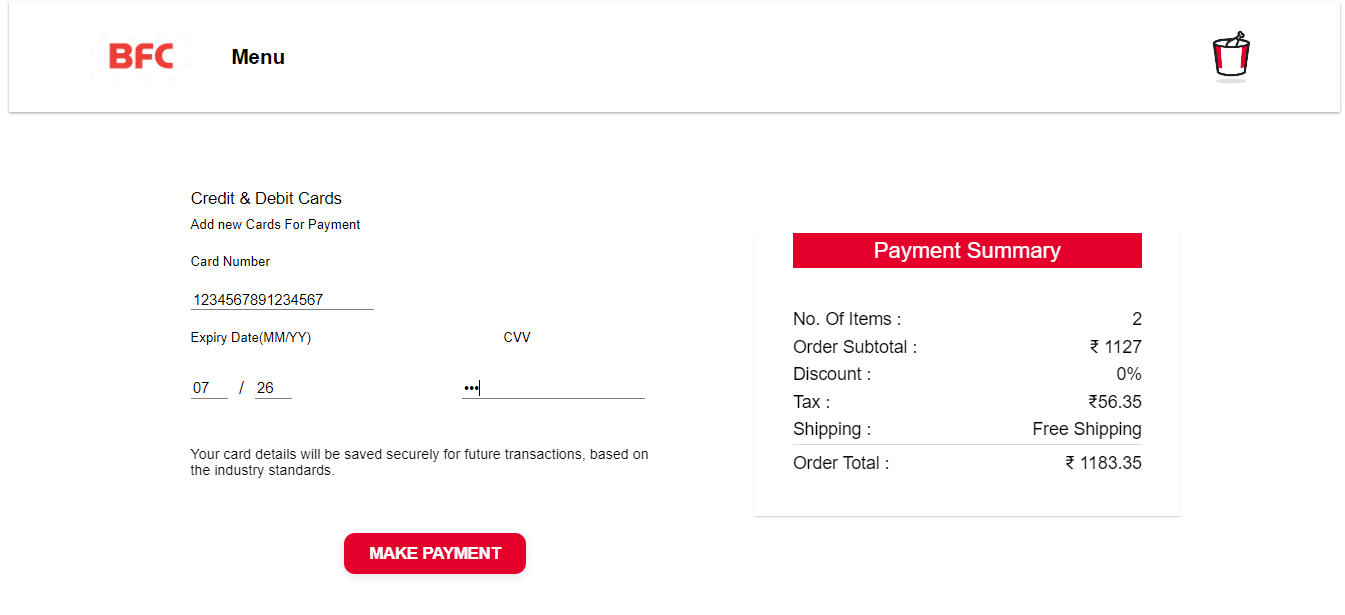 BFC Menu
Credit & Debit Cards
Add new Cards For Payment
Card Number
1234567891234567
Expiry Date(MM/YY) CVV
07 / 26 •••
Your card details will be saved securely for future transactions, based on
the industry standards.
MAKE PAYMENT
Payment Summary
No. Of Items : 2
Order Subtotal : ₹ 1127
Discount : 0%
Tax : ₹56.35
Shipping : Free Shipping
Order Total : ₹ 1183.35